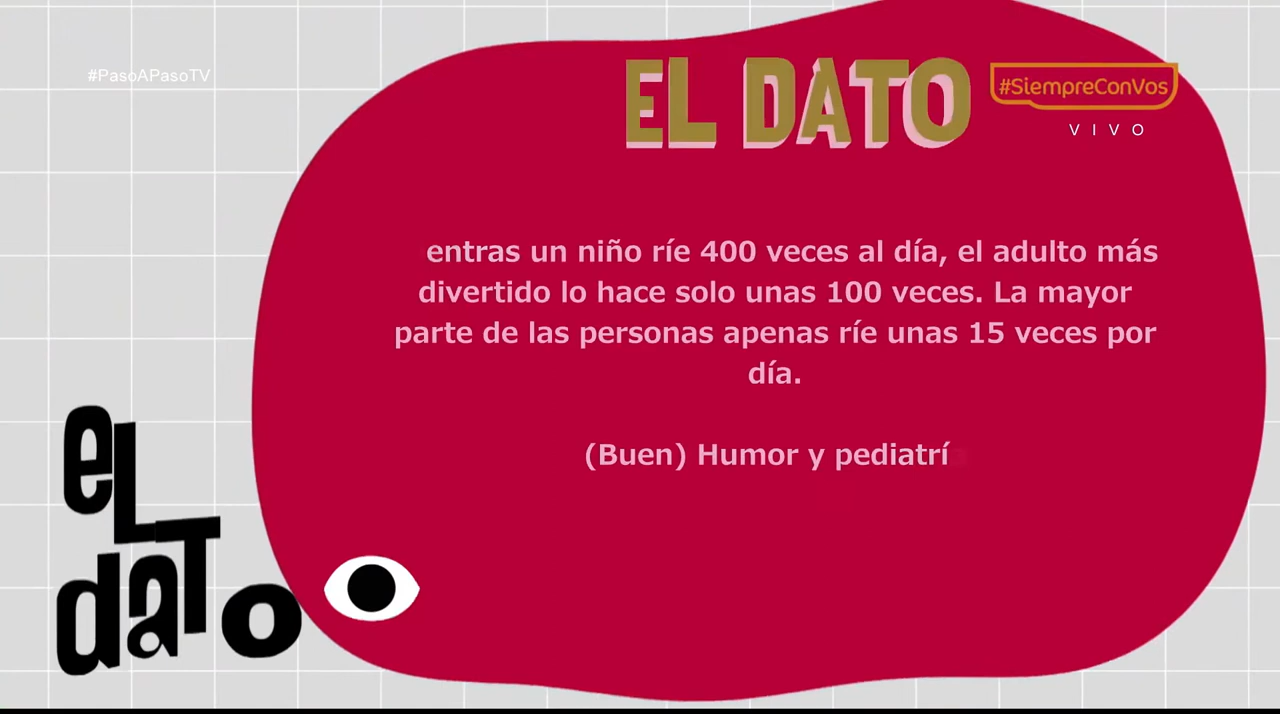 #PasoAPasoTV
EL DATO
#SiempreConVos
VIVO
entras un niño ríe 400 veces al día, el adulto más
divertido lo hace solo unas 100 veces. La mayor
parte de las personas apenas ríe unas 15 veces por
día.
(Buen) Humor y pediatría
eL
daTo